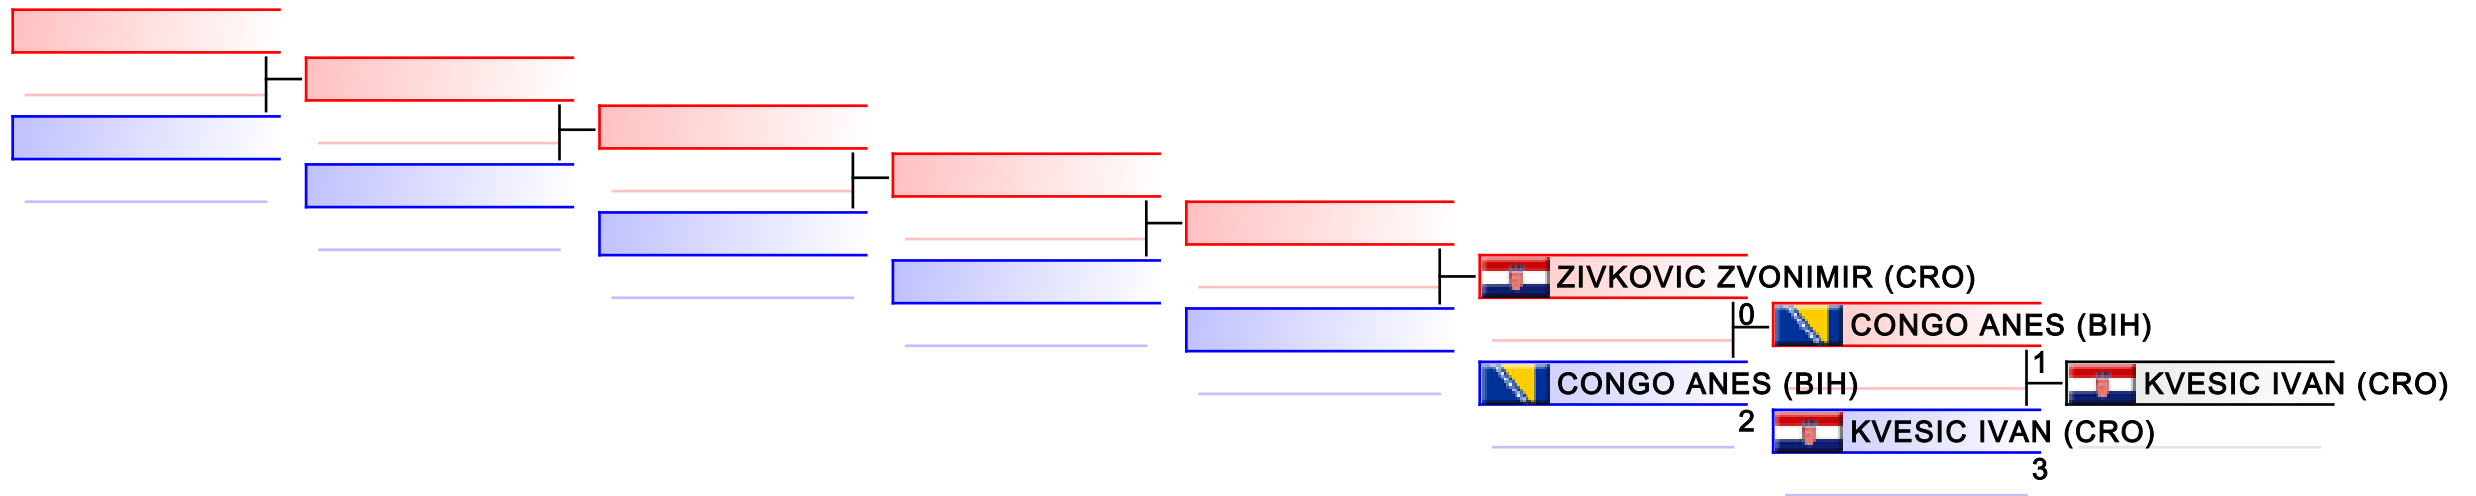 ZIVKOVIC ZVONIMIR (CRO)
0
CONGO ANES (BIH)
CONGO ANES (BIH)
2
1
KVESIC IVAN (CRO)
KVESIC IVAN (CRO)
3